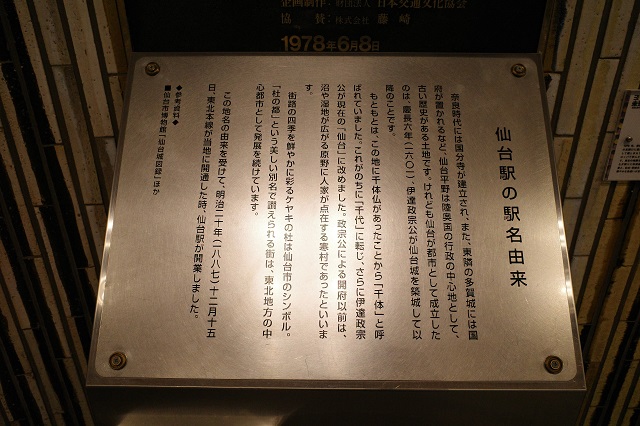 企画制作・財団法人 日本交通文化協会
協賛・株式会社 藤崎
1978年6月8日
仙台駅の駅名由来
奈良時代には国分寺が建立され、また、東隣の多賀城には国
府が置かれるなど、仙台平野は陸奥国の行政の中心地として、
古い歴史がある土地です。けれども仙台が都市として成立した
のは、慶長六年(一六〇一)、伊達政宗公が仙台城を築城して以
降のことです。
もともとは、この地に千体仏があったことから「千体」と呼
ばれていました。これがのちに「千代」に転じ、さらに伊達政宗
公が現在の「仙台」に改めました。政宗公による開府以前は、
沼や湿地が広がる原野に人家が点在する寒村であったといいま
す。
街路の四季を鮮やかに彩るケヤキの杜は仙台市のシンボル。
「杜の都」という美しい別名で讃えられる街は、東北地方の中
心都市として発展を続けています。
この地名の由来を受けて、明治二十年(一八八七)十二月十五
日、東北本線が当地に開通した時、仙台駅が開業しました。
◆参考資料◆
■仙台市博物館「仙台城図録」ほか